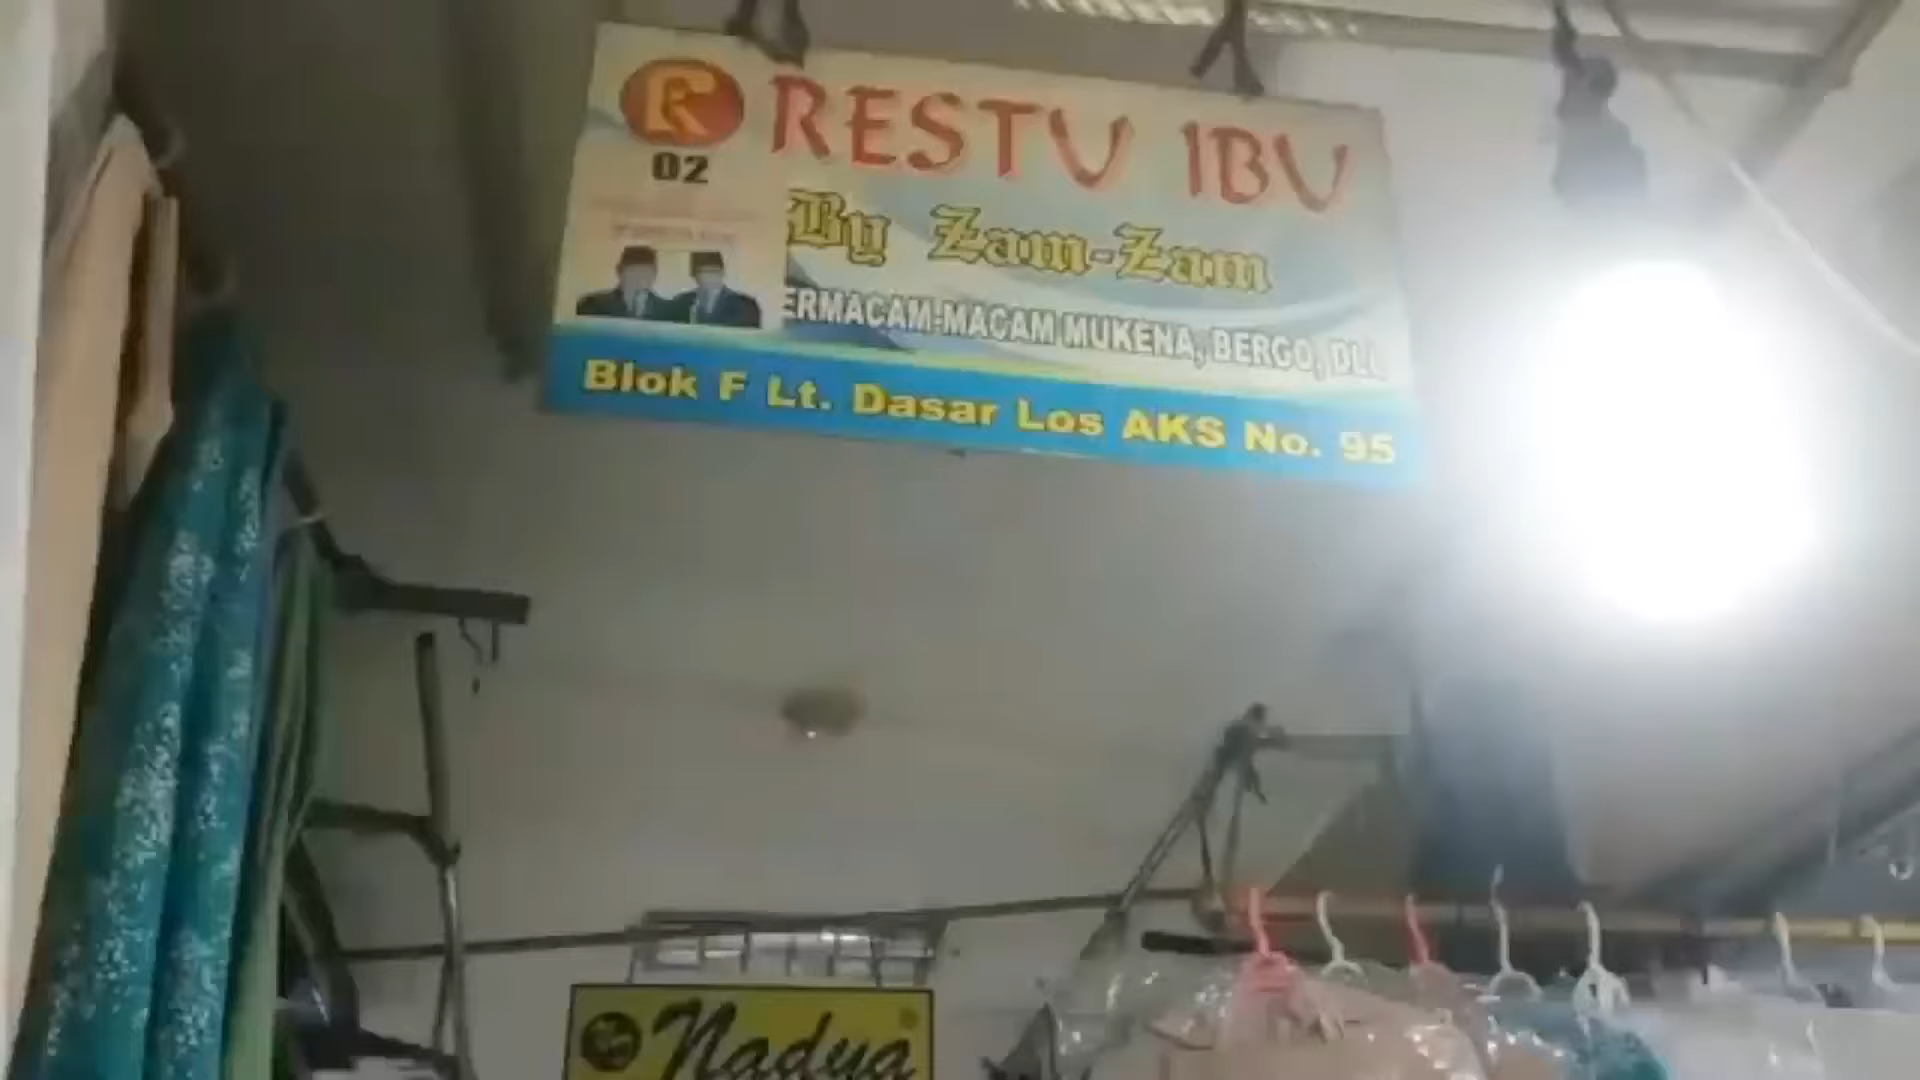 R RESTU IBU
02
By Zam-Zam
ERMACAM-MACAM MUKENA, BERGO, DLL
Blok F Lt. Dasar Los AKS No. 95
Nadya